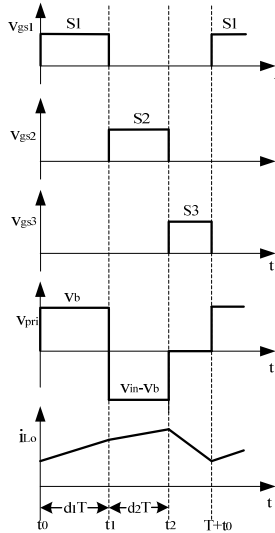 Vgs1
S1
S1
S2
Vgs2
t
S3
Vgs3
t
Vb
Vpri
t
Vin-Vb
iLo
t
d1T
d2T
t0
t1
t2
T+t0